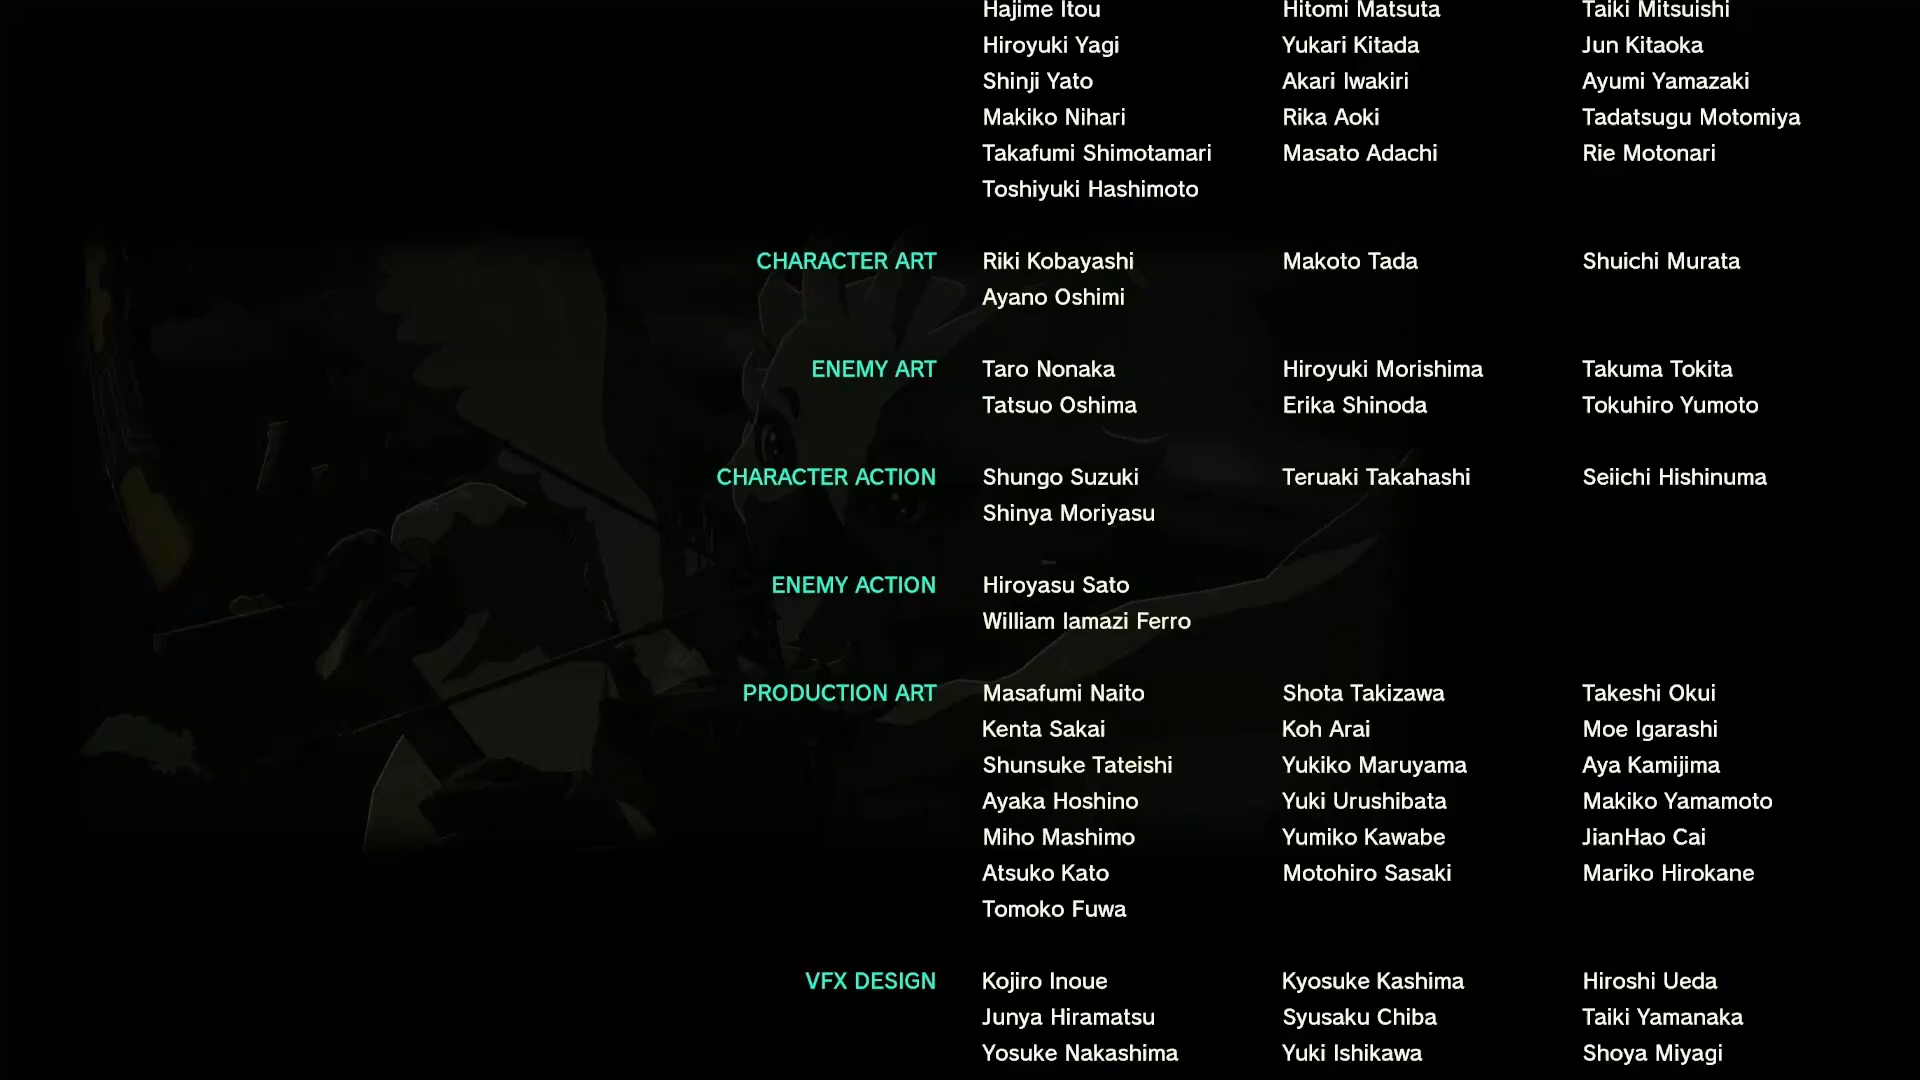 Hajime Itou Hitomi Matsuta Taiki Mitsuishi
Hiroyuki Yagi Yukari Kitada Jun Kitaoka
Shinji Yato Akari Iwakiri Ayumi Yamazaki
Makiko Nihari Rika Aoki Tadatsugu Motomiya
Takafumi Shimotamari Masato Adachi Rie Motonari
Toshiyuki Hashimoto
CHARACTER ART Riki Kobayashi Makoto Tada Shuichi Murata
Ayano Oshimi
ENEMY ART Taro Nonaka Hiroyuki Morishima Takuma Tokita
Tatsuo Oshima Erika Shinoda Tokuhiro Yumoto
CHARACTER ACTION Shungo Suzuki Teruaki Takahashi Seiichi Hishinuma
Shinya Moriyasu
ENEMY ACTION Hiroyasu Sato
William Iamazi Ferro
PRODUCTION ART Masafumi Naito Shota Takizawa Takeshi Okui
Kenta Sakai Koh Arai Moe Igarashi
Shunsuke Tateishi Yukiko Maruyama Aya Kamijima
Ayaka Hoshino Yuki Urushibata Makiko Yamamoto
Miho Mashimo Yumiko Kawabe JianHao Cai
Atsuko Kato Motohiro Sasaki Mariko Hirokane
Tomoko Fuwa
VFX DESIGN Kojiro Inoue Kyosuke Kashima Hiroshi Ueda
Junya Hiramatsu Syusaku Chiba Taiki Yamanaka
Yosuke Nakashima Yuki Ishikawa Shoya Miyagi